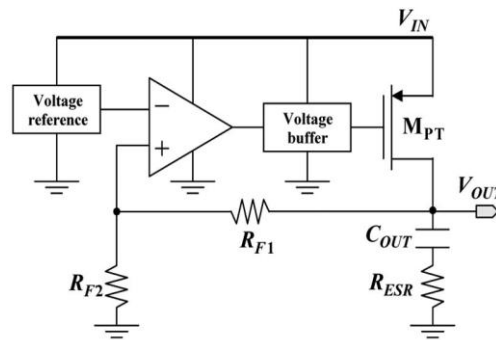 V_IN
Voltage
reference
−
+
Voltage
buffer
M_PT
V_OUT
R_F1
C_OUT
R_F2
R_ESR